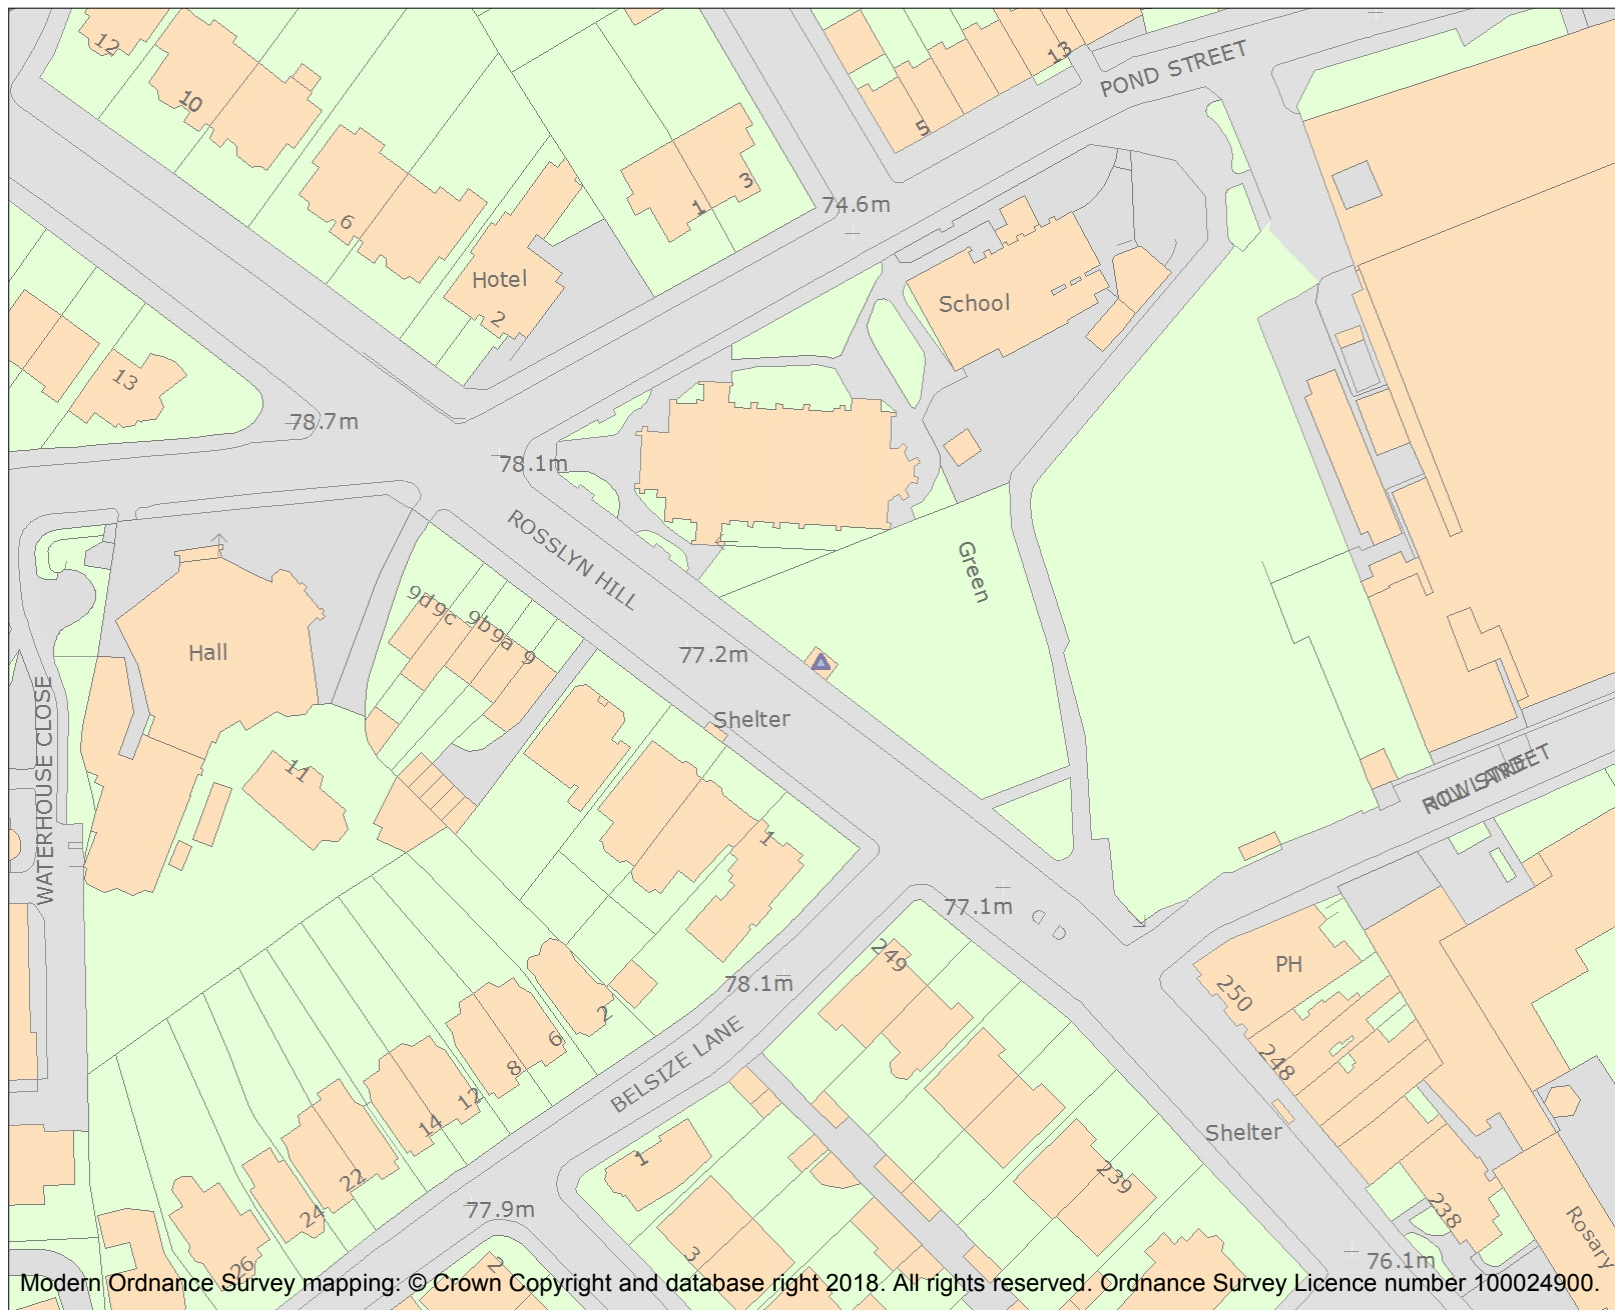 12
10
6
Hotel
2
1
3
5
13
POND STREET
74.6m
School
13
78.7m
78.1m
ROSSLYN HILL
Green
Hall
9d
9c
9b
9a
9
77.2m
Shelter
WATERHOUSE CLOSE
11
1
ROWLAND HILL STREET
77.1m
249
PH
250
248
78.1m
BELSIZE LANE
2
6
8
12
14
22
24
26
1
3
2
77.9m
239
Shelter
238
76.1m
Rosary
Modern Ordnance Survey mapping: © Crown Copyright and database right 2018. All rights reserved. Ordnance Survey Licence number 100024900.